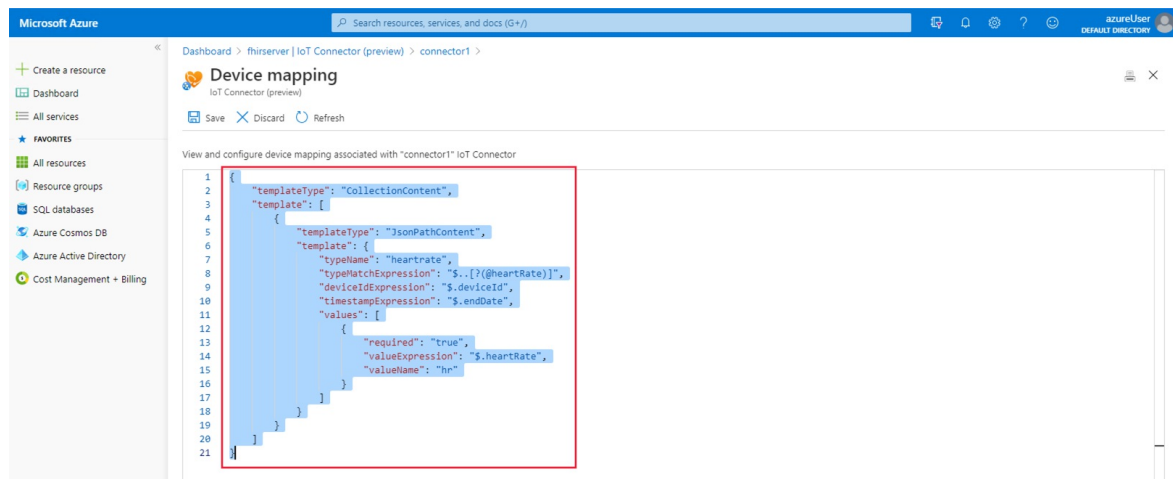 Microsoft Azure
Search resources, services, and docs (G+/)
azureUser
DEFAULT DIRECTORY
«
Create a resource
Dashboard
All services
FAVORITES
All resources
Resource groups
SQL databases
Azure Cosmos DB
Azure Active Directory
Cost Management + Billing
Dashboard > fhirserver | IoT Connector (preview) > connector1 >
Device mapping
IoT Connector (preview)
Save Discard Refresh
View and configure device mapping associated with "connector1" IoT Connector
1 {
2 "templateType": "CollectionContent",
3 "template": [
4 {
5 "templateType": "JsonPathContent",
6 "template": {
7 "typeName": "heartrate",
8 "typeMatchExpression": "$..[?(@heartRate)]",
9 "deviceIdExpression": "$.deviceId",
10 "timestampExpression": "$.endDate",
11 "values": [
12 {
13 "required": "true",
14 "valueExpression": "$.heartRate",
15 "valueName": "hr"
16 }
17 ]
18 }
19 }
20 ]
21 }